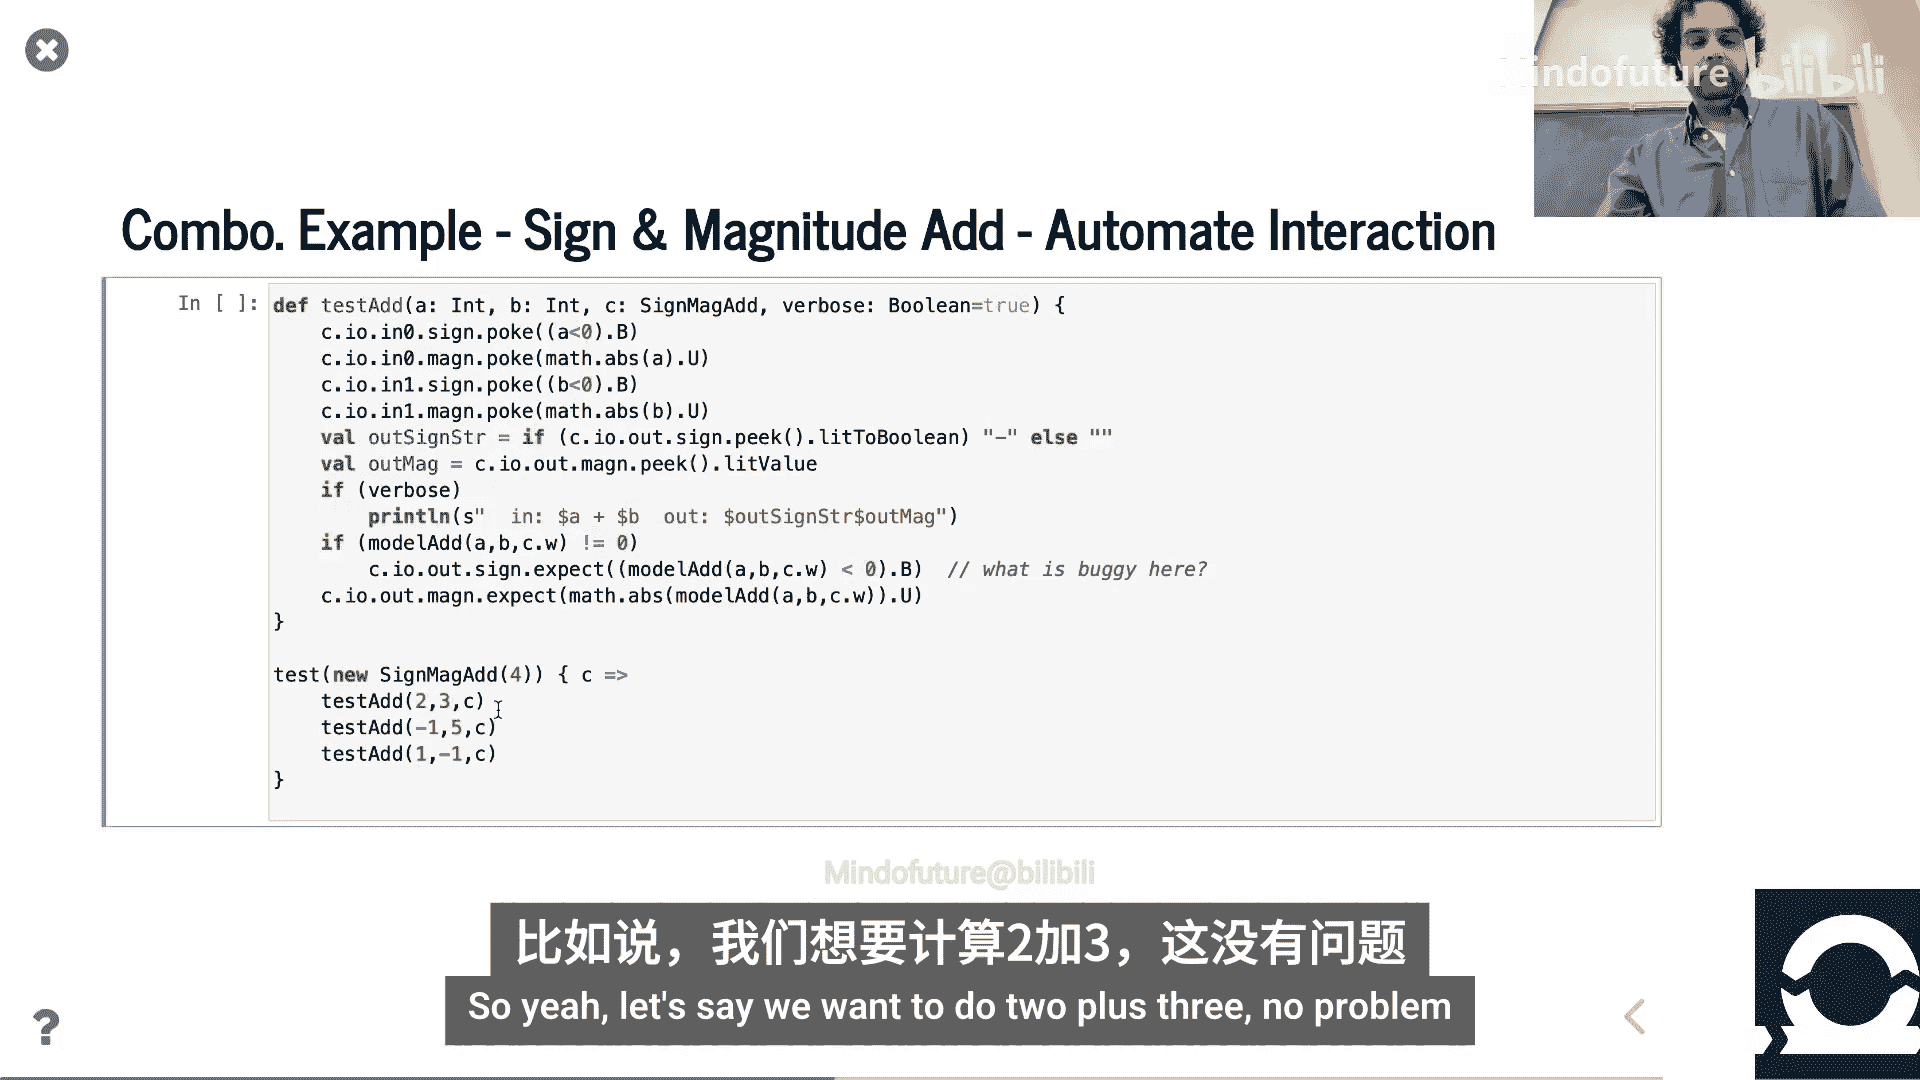 Mindofuture bilibili
Combo. Example - Sign & Magnitude Add - Automate Interaction
In [ ]:
def testAdd(a: Int, b: Int, c: SignMagAdd, verbose: Boolean=true) {
    c.io.in0.sign.poke((a<0).B)
    c.io.in0.magn.poke(math.abs(a).U)
    c.io.in1.sign.poke((b<0).B)
    c.io.in1.magn.poke(math.abs(b).U)
    val outSignStr = if (c.io.out.sign.peek().litToBoolean) "-" else ""
    val outMag = c.io.out.magn.peek().litValue
    if (verbose)
        println(s"  in: $a + $b  out: $outSignStr$outMag")
    if (modelAdd(a,b,c.w) != 0)
        c.io.out.sign.expect((modelAdd(a,b,c.w) < 0).B)  // what is buggy here?
    c.io.out.magn.expect(math.abs(modelAdd(a,b,c.w)).U)
}
test(new SignMagAdd(4)) { c =>
    testAdd(2,3,c)
    testAdd(-1,5,c)
    testAdd(1,-1,c)
}
Mindofuture@bilibili
比如说，我们想要计算2加3，这没有问题
So yeah, let's say we want to do two plus three, no problem
?